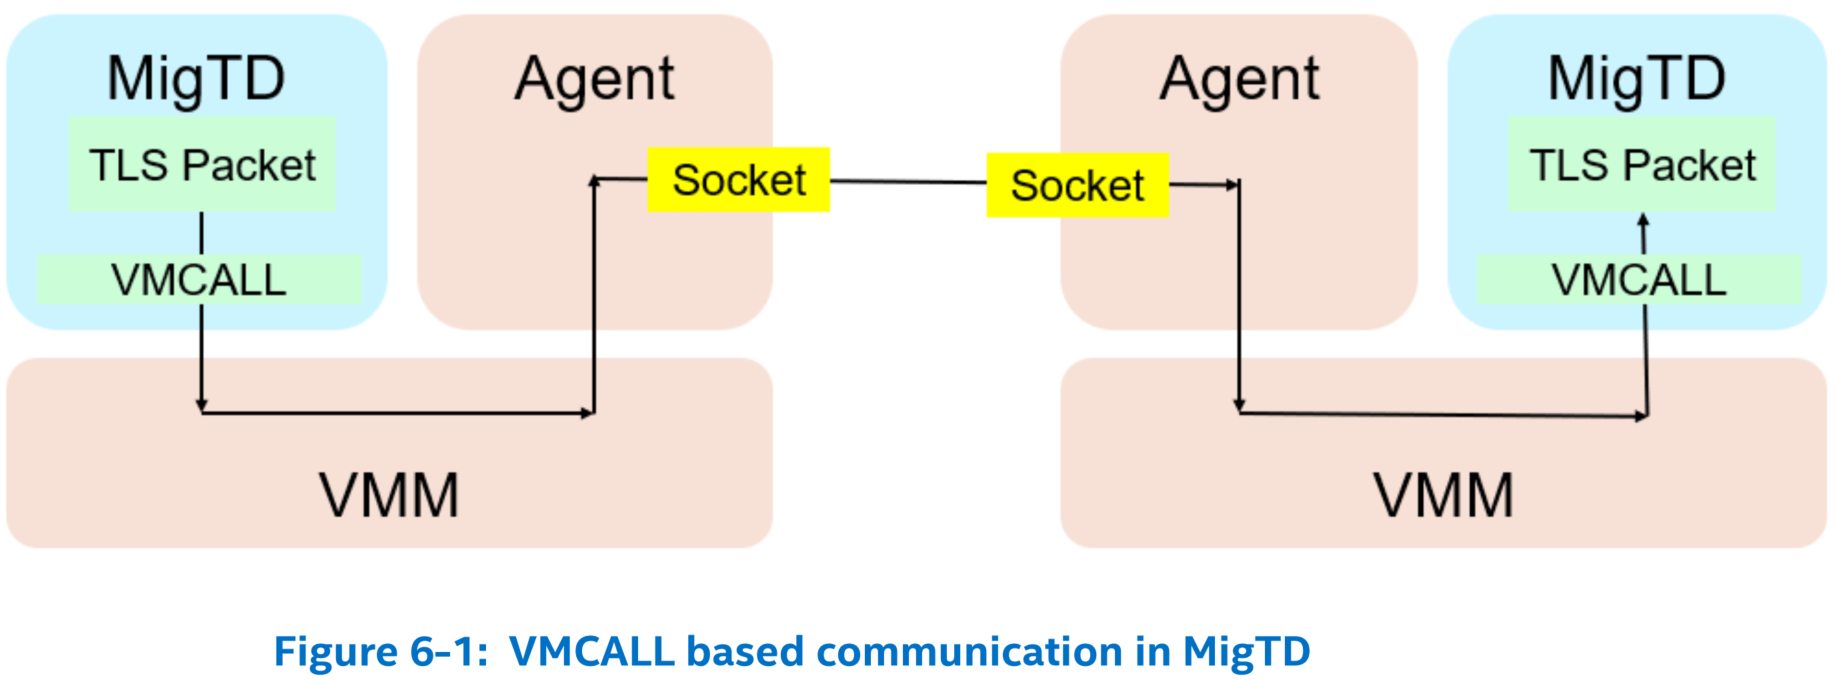 MigTD
Agent
Agent
MigTD
TLS Packet
Socket
Socket
TLS Packet
VMCALL
VMCALL
VMM
VMM
Figure 6-1: VMCALL based communication in MigTD